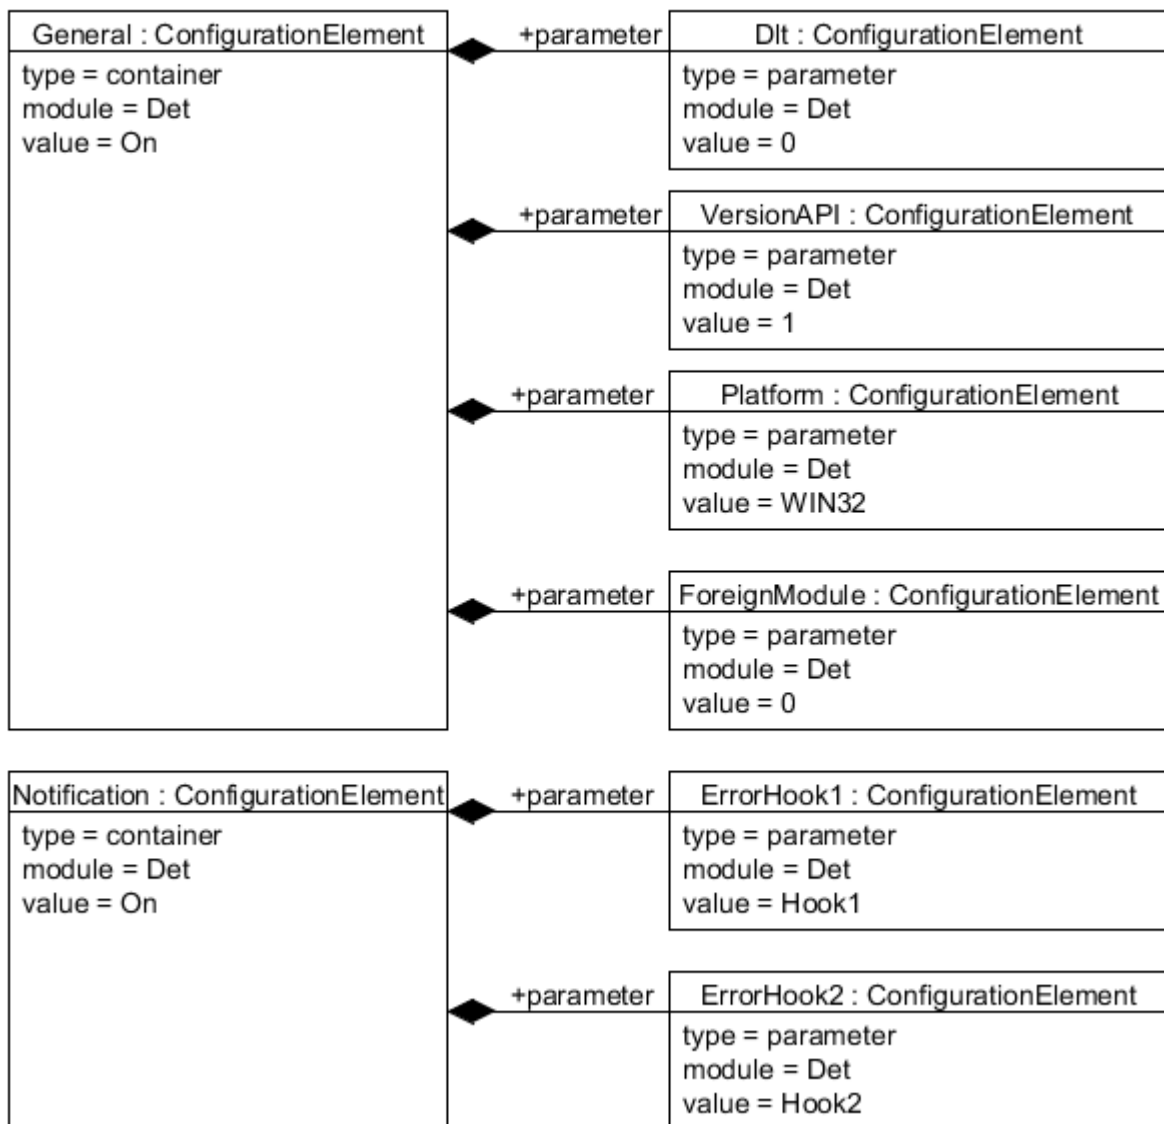 General : ConfigurationElement
type = container
module = Det
value = On
+parameter
Dlt : ConfigurationElement
type = parameter
module = Det
value = 0
+parameter
VersionAPI : ConfigurationElement
type = parameter
module = Det
value = 1
+parameter
Platform : ConfigurationElement
type = parameter
module = Det
value = WIN32
+parameter
ForeignModule : ConfigurationElement
type = parameter
module = Det
value = 0
Notification : ConfigurationElement
type = container
module = Det
value = On
+parameter
ErrorHook1 : ConfigurationElement
type = parameter
module = Det
value = Hook1
+parameter
ErrorHook2 : ConfigurationElement
type = parameter
module = Det
value = Hook2